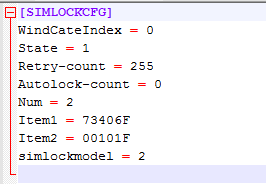 [SIMLOCKCFG]
WindCateIndex = 0
State = 1
Retry-count = 255
Autolock-count = 0
Num = 2
Item1 = 73406F
Item2 = 00101F
simlockmodel = 2